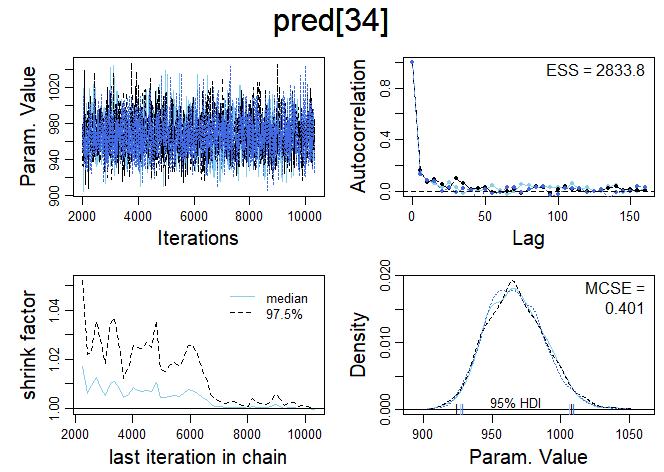 pred[34]
Param. Value
900 940 980 1020
2000 4000 6000 8000 10000
Iterations
Autocorrelation
0.0 0.4 0.8
ESS = 2833.8
0 50 100 150
Lag
shrink factor
1.00 1.02 1.04
median
97.5%
2000 4000 6000 8000 10000
last iteration in chain
Density
0.000 0.010 0.020
MCSE =
0.401
95% HDI
900 950 1000 1050
Param. Value